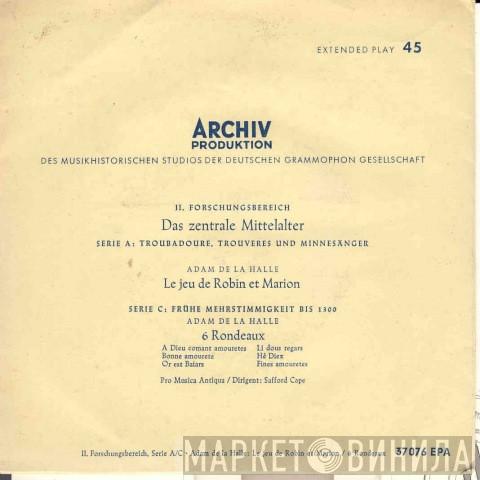 EXTENDED PLAY 45
ARCHIV
PRODUKTION
DES MUSIKHISTORISCHEN STUDIOS DER DEUTSCHEN GRAMMOPHON GESELLSCHAFT
II. FORSCHUNGSBEREICH
Das zentrale Mittelalter
SERIE A: TROUBADOURE, TROUVERES UND MINNESÄNGER
ADAM DE LA HALLE
Le jeu de Robin et Marion
SERIE C: FRÜHE MEHRSTIMMIGKEIT BIS 1300
ADAM DE LA HALLE
6 Rondeaux
A Dieu comant amouretes Li dous regars
Bonne amourete Hé Diex
Or est Baiars Fines amouretes
Pro Musica Antiqua / Dirigent: Safford Cape
II. Forschungsbereich, Serie A/C · Adam de la Halle: Le jeu de Robin et Marion / 6 Rondeaux 37076 EPA
МАРКЕТ ВИНИЛА